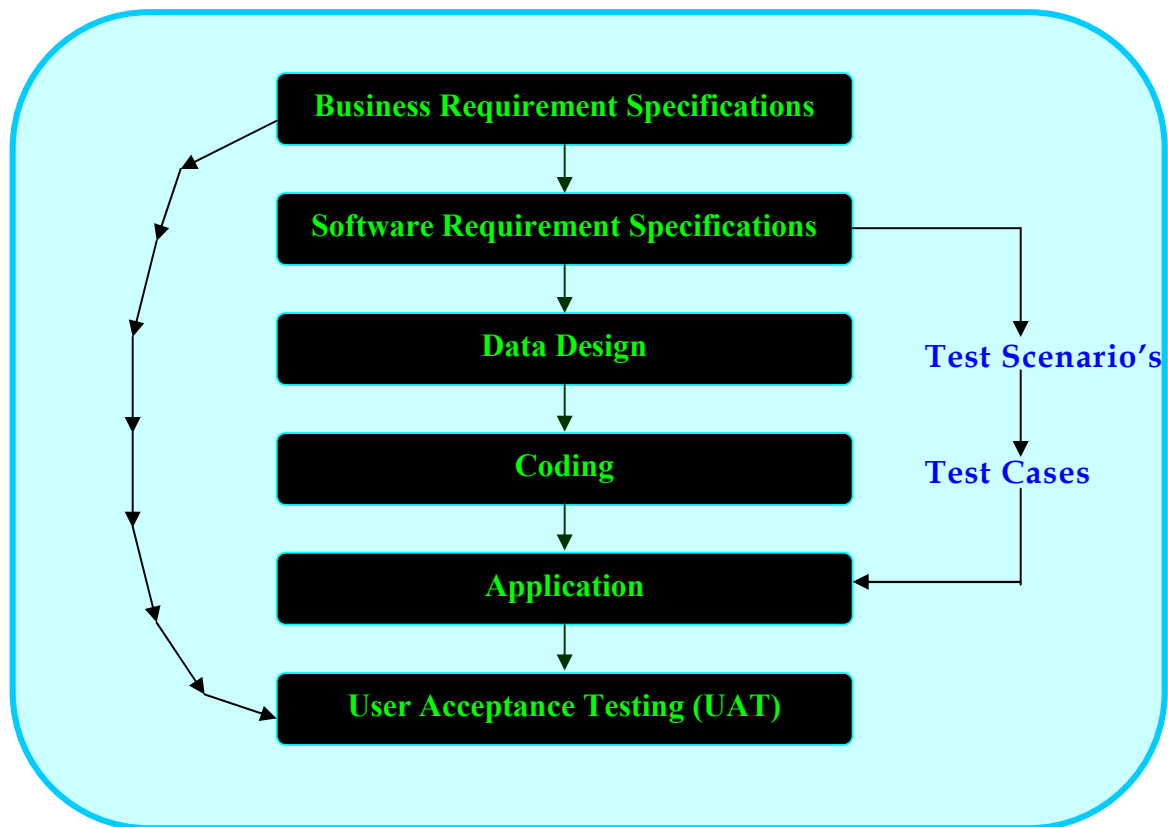 Business Requirement Specifications
Software Requirement Specifications
Data Design
Test Scenario’s
Coding
Test Cases
Application
User Acceptance Testing (UAT)